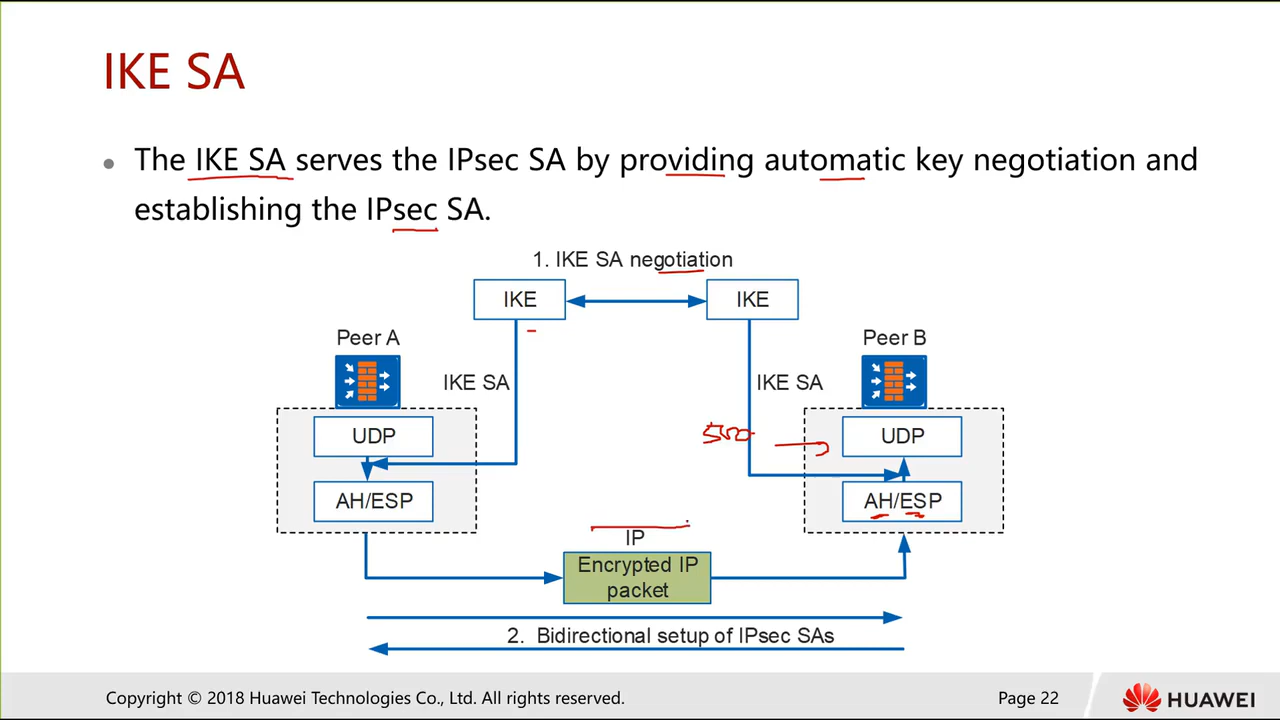 IKE SA
The IKE SA serves the IPsec SA by providing automatic key negotiation and
establishing the IPsec SA.
1. IKE SA negotiation
IKE
IKE
Peer A
Peer B
IKE SA
IKE SA
UDP
500
UDP
AH/ESP
AH/ESP
IP
Encrypted IP
packet
2. Bidirectional setup of IPsec SAs
Copyright © 2018 Huawei Technologies Co., Ltd. All rights reserved.
Page 22
HUAWEI